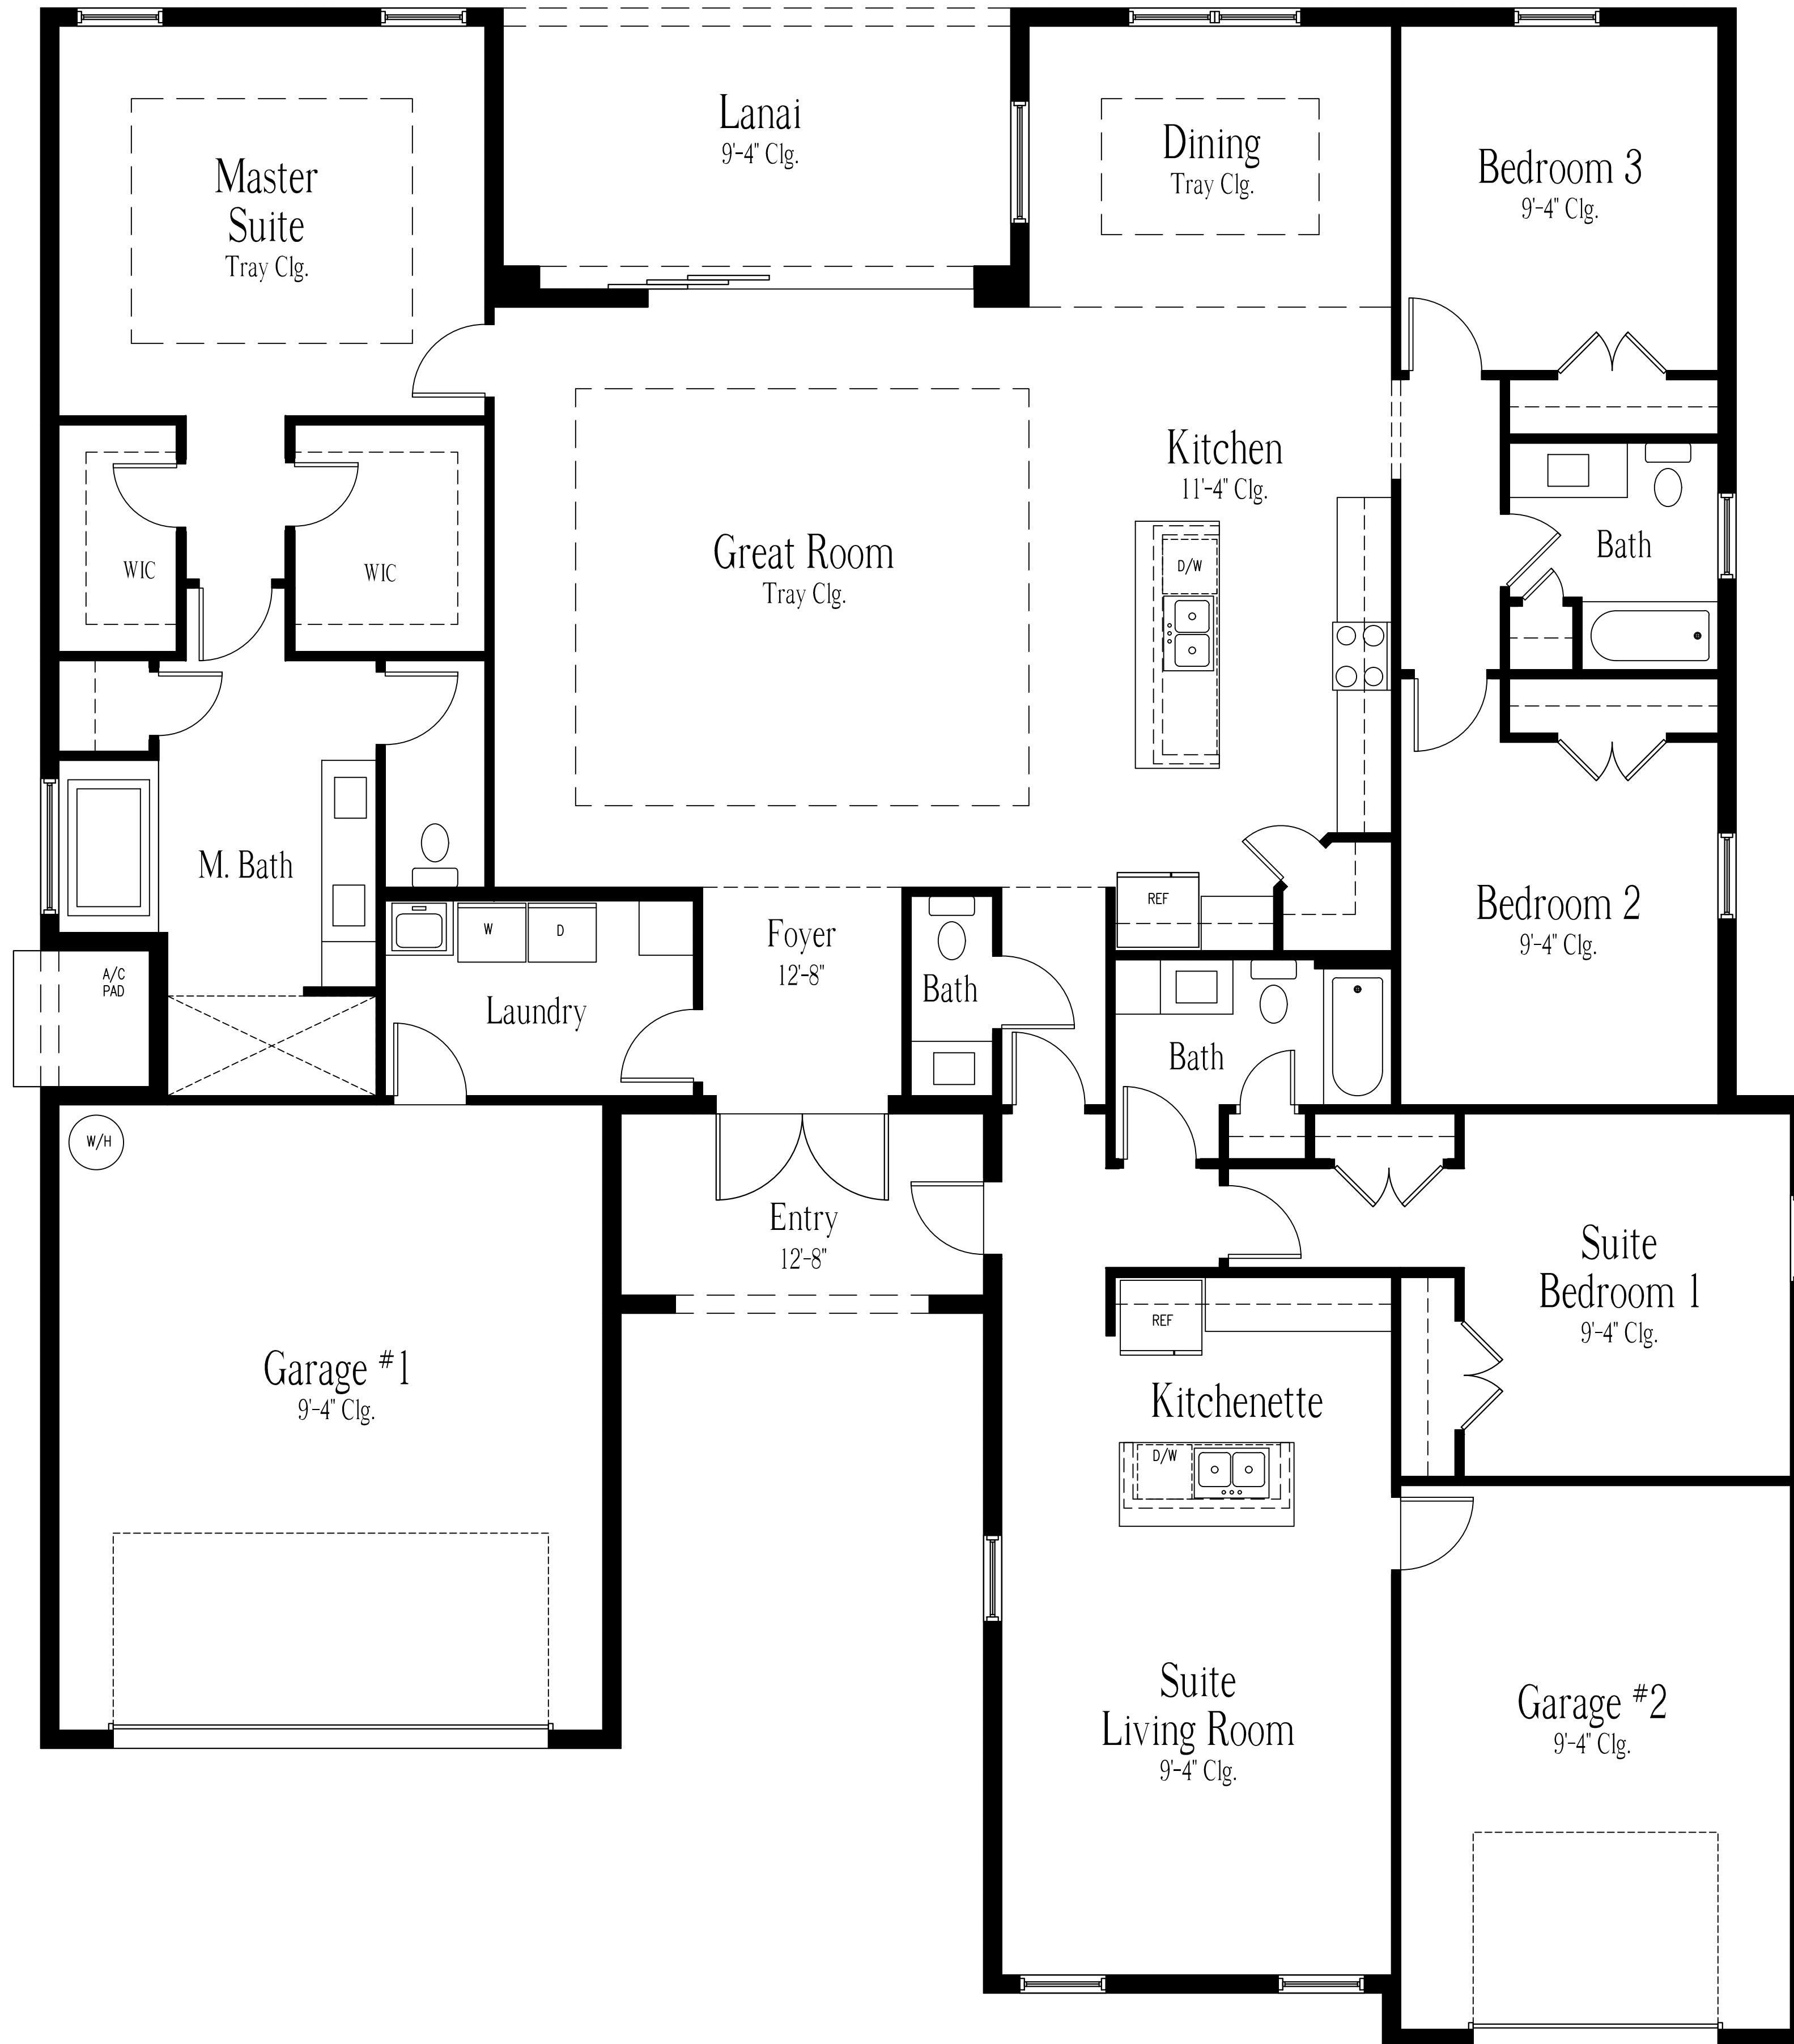 Lanai
9'-4" Clg.
Dining
Tray Clg.
Master
Suite
Tray Clg.
Bedroom 3
9'-4" Clg.
Kitchen
11'-4" Clg.
Great Room
Tray Clg.
D/W
Bath
WIC
WIC
M. Bath
REF
Bedroom 2
9'-4" Clg.
W
D
Foyer
12'-8"
A/C
PAD
Bath
Laundry
Bath
W/H
Entry
12'-8"
Suite
Bedroom 1
9'-4" Clg.
REF
Garage #1
9'-4" Clg.
Kitchenette
D/W
Suite
Living Room
9'-4" Clg.
Garage #2
9'-4" Clg.